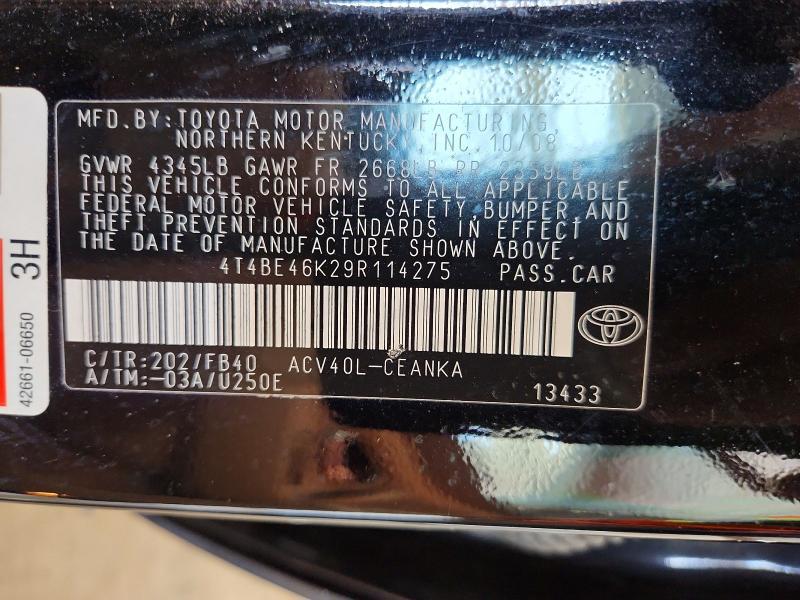 MFD.BY:TOYOTA MOTOR MANUFACTURING,
NORTHERN KENTUCKY, INC. 10/08
GVWR 4345LB GAWR FR 2668LB RR 2359LB
THIS VEHICLE CONFORMS TO ALL APPLICABLE
FEDERAL MOTOR VEHICLE SAFETY,BUMPER,AND
THEFT PREVENTION STANDARDS IN EFFECT ON
THE DATE OF MANUFACTURE SHOWN ABOVE.
4T4BE46K29R114275 PASS.CAR
C/TR:202/FB40 ACV40L-CEANKA
A/TM:-03A/U250E
13433
3H
42661-06650